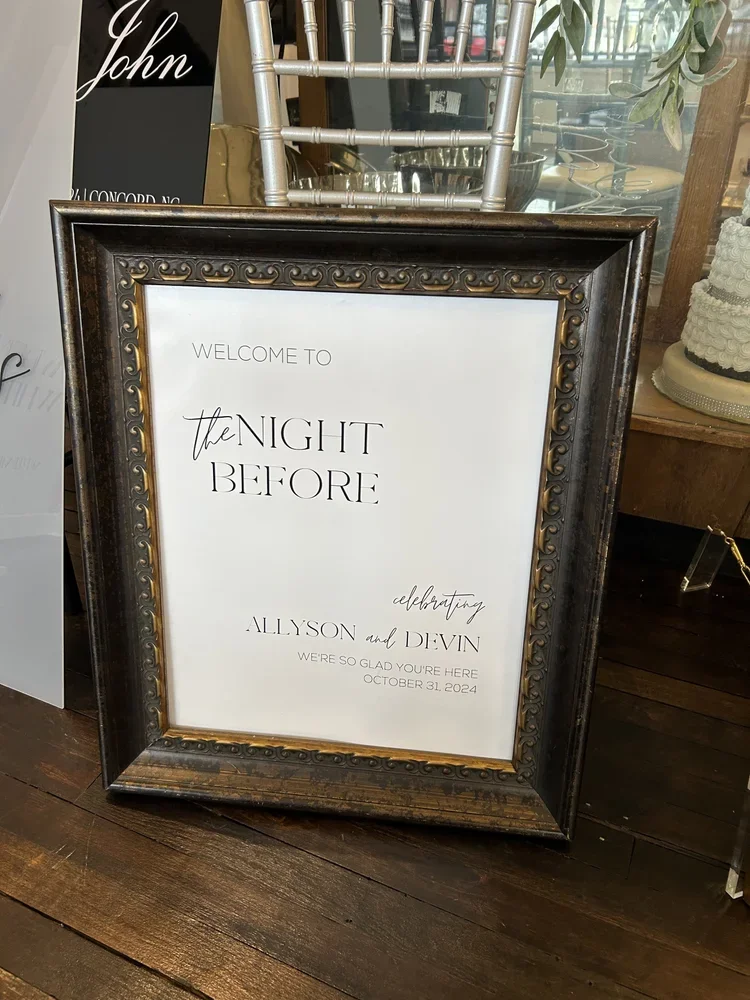 John
CONCORD, NC
WELCOME TO
the NIGHT
BEFORE
celebrating
ALLYSON and DEVIN
WE'RE SO GLAD YOU'RE HERE
OCTOBER 31, 2024